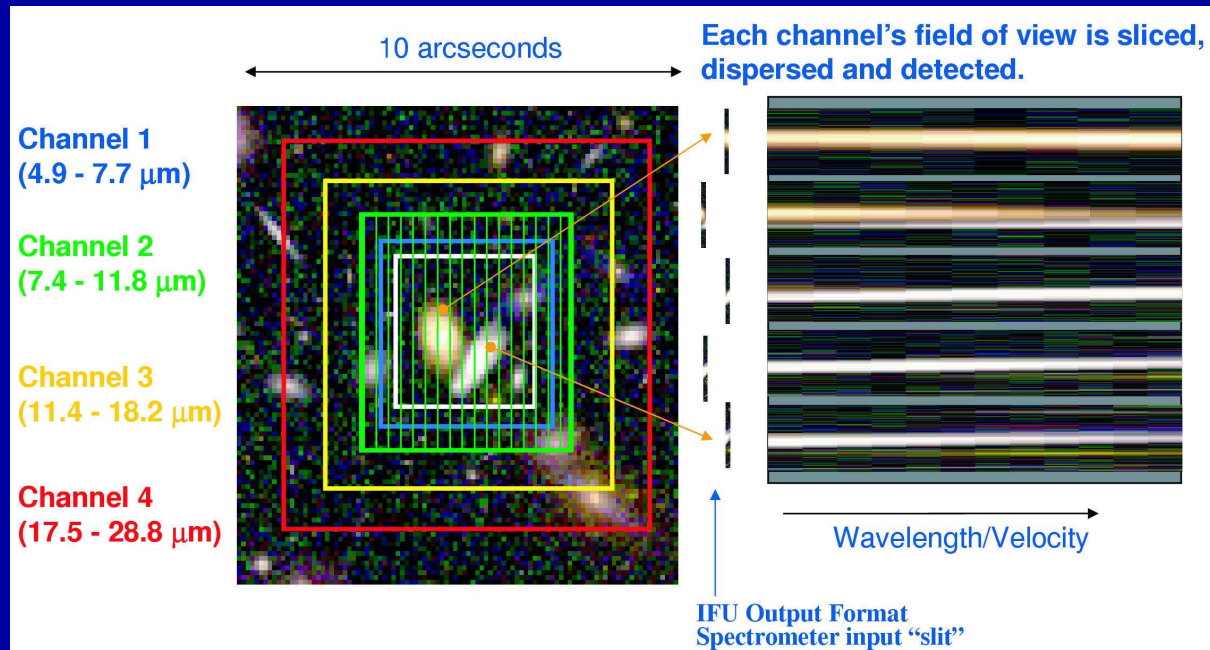 10 arcseconds
Each channel's field of view is sliced,
dispersed and detected.
Channel 1
(4.9 - 7.7 μm)
Channel 2
(7.4 - 11.8 μm)
Channel 3
(11.4 - 18.2 μm)
Channel 4
(17.5 - 28.8 μm)
Wavelength/Velocity
IFU Output Format
Spectrometer input “slit”